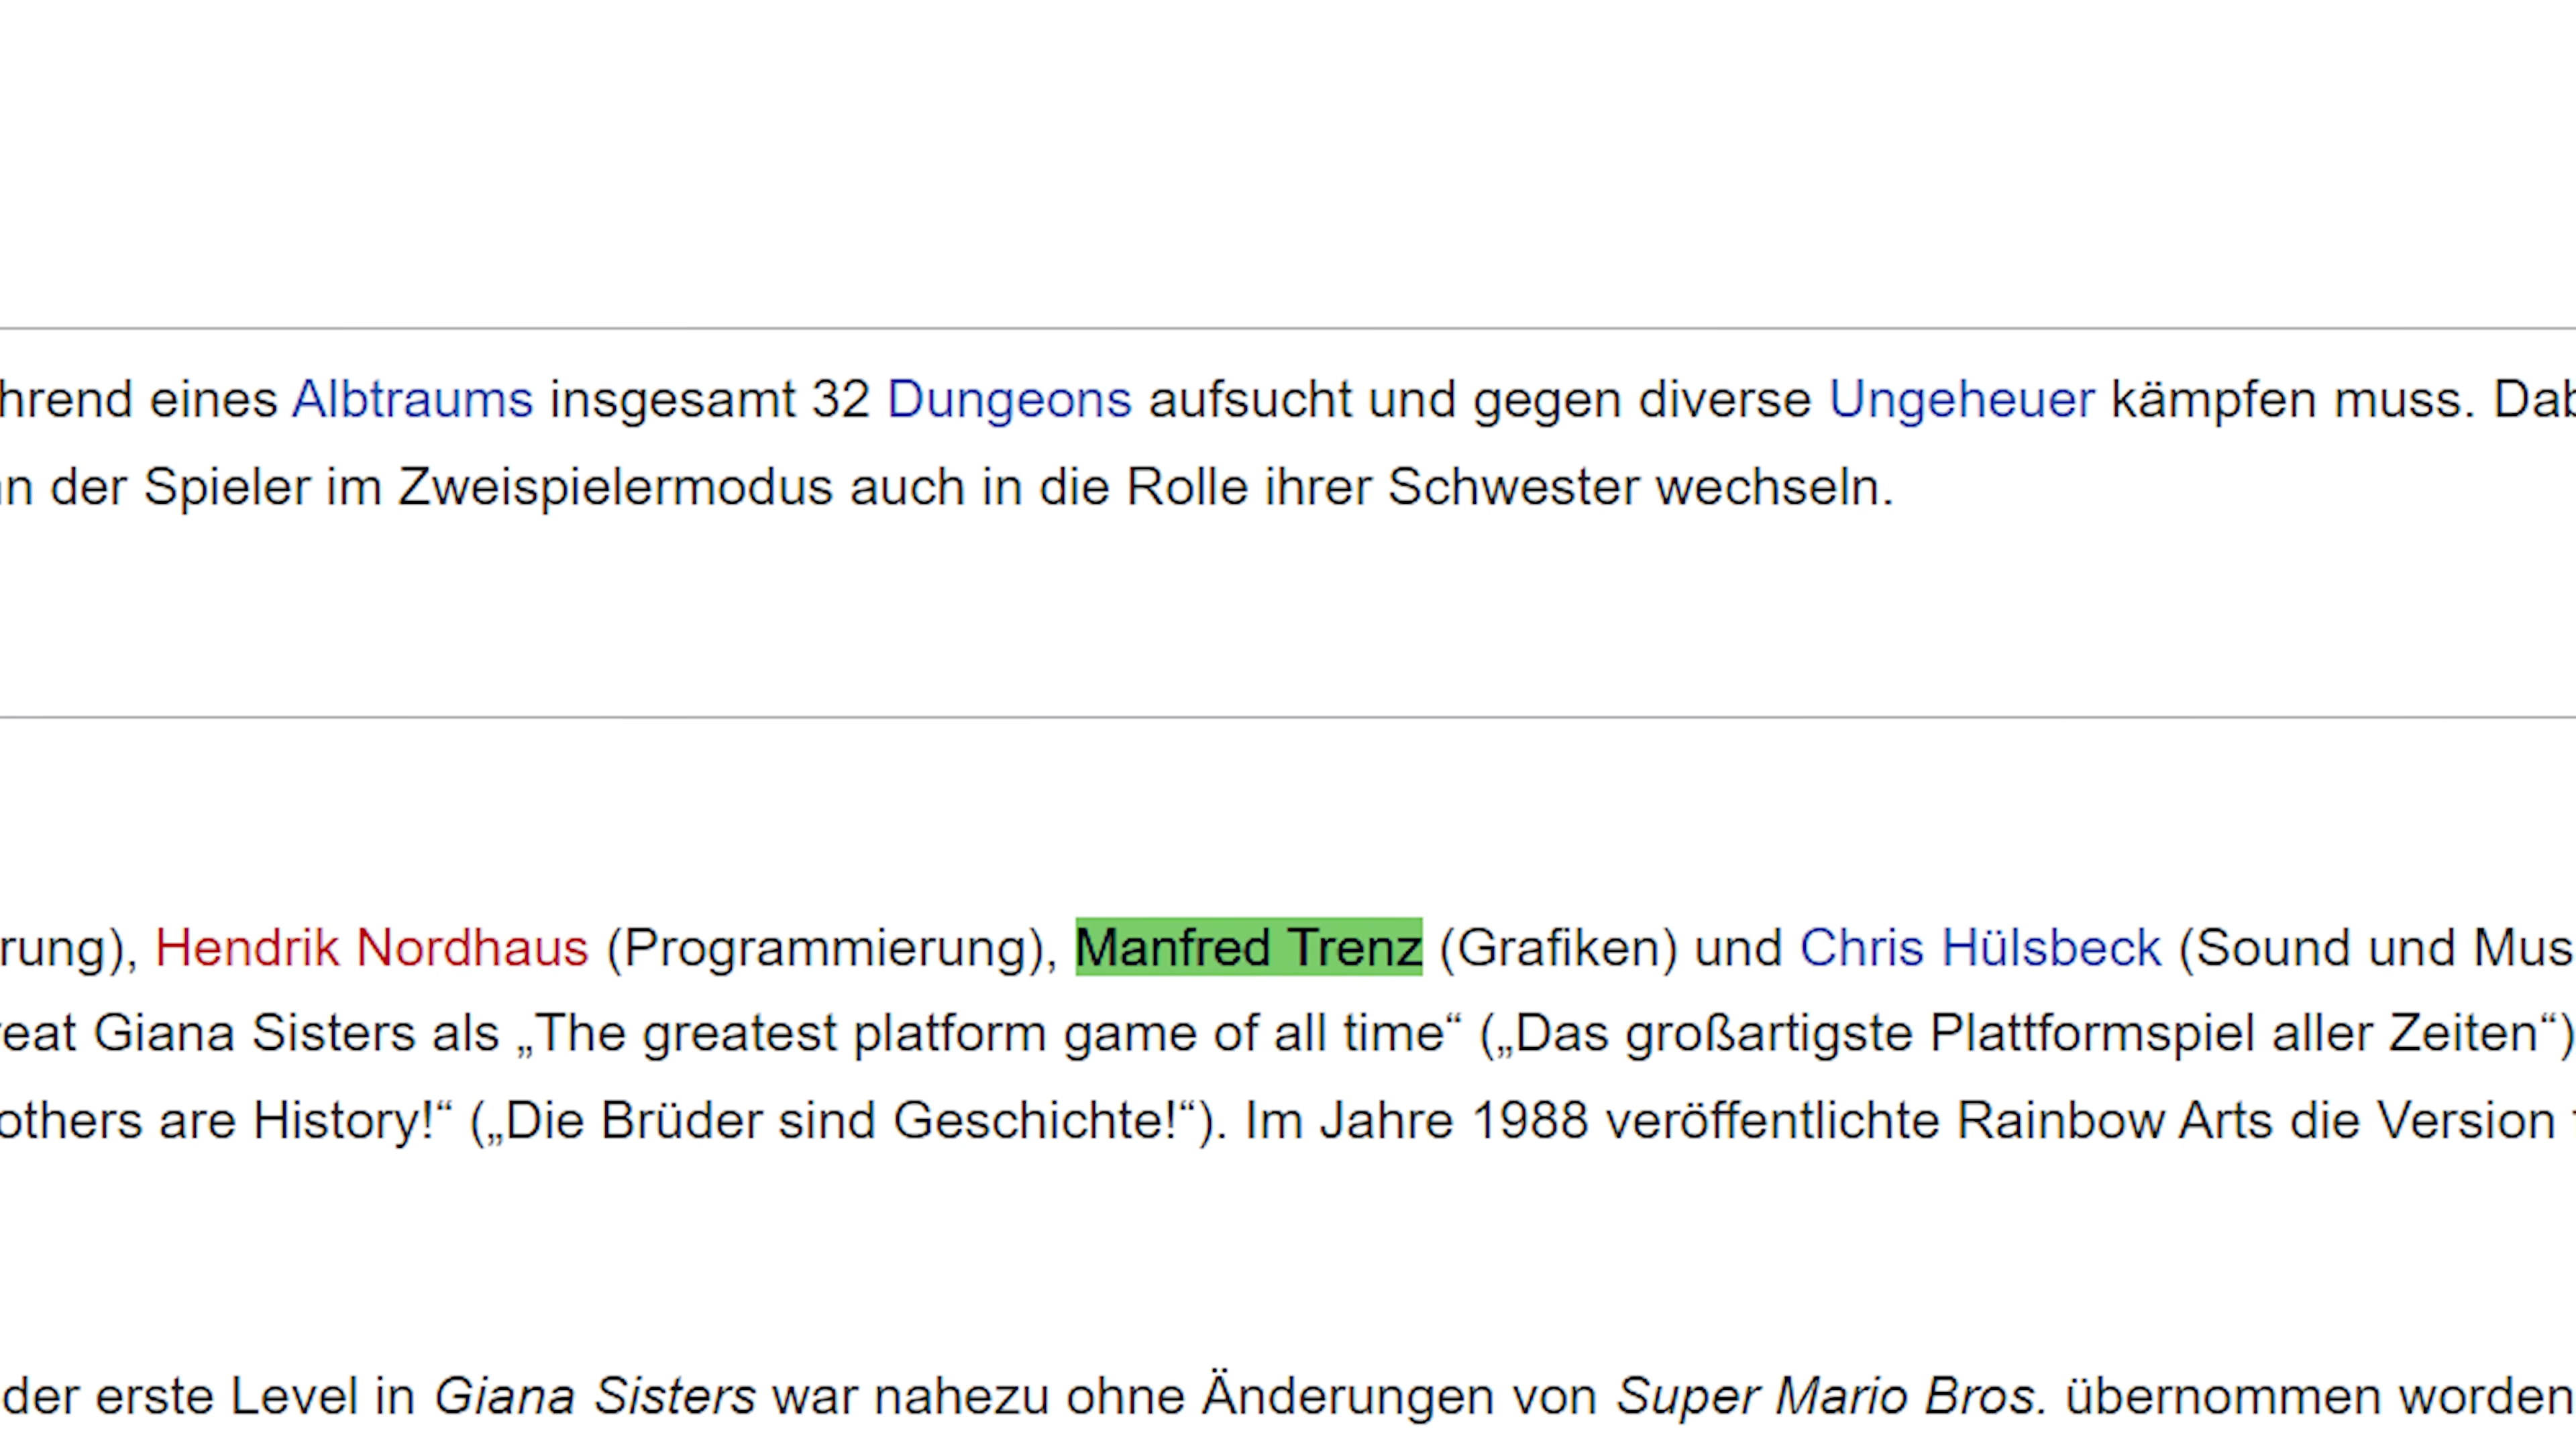 hrend eines Albtraums insgesamt 32 Dungeons aufsucht und gegen diverse Ungeheuer kämpfen muss. Dab
n der Spieler im Zweispielermodus auch in die Rolle ihrer Schwester wechseln.
rung), Hendrik Nordhaus (Programmierung), Manfred Trenz (Grafiken) und Chris Hülsbeck (Sound und Mus
reat Giana Sisters als „The greatest platform game of all time“ („Das großartigste Plattformspiel aller Zeiten“)
others are History!“ („Die Brüder sind Geschichte!“). Im Jahre 1988 veröffentlichte Rainbow Arts die Version
der erste Level in Giana Sisters war nahezu ohne Änderungen von Super Mario Bros. übernommen worden